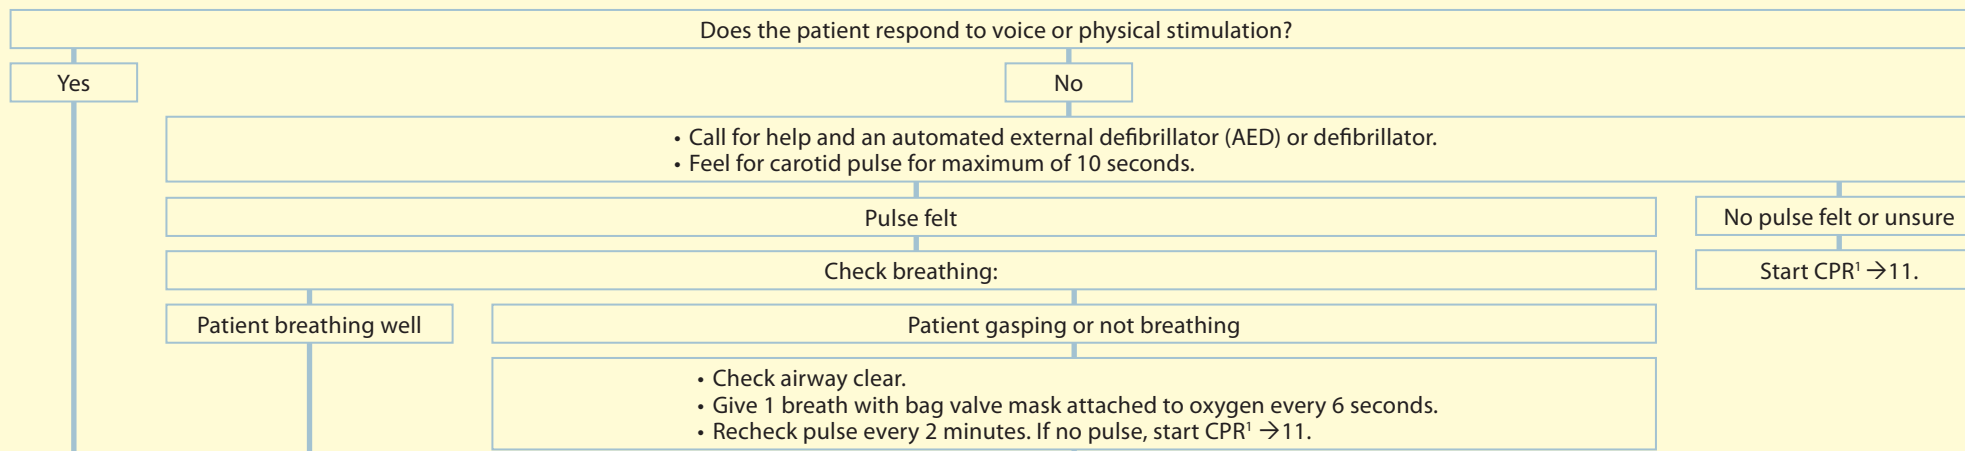 Does the patient respond to voice or physical stimulation?
Yes
No
• Call for help and an automated external defibrillator (AED) or defibrillator.
• Feel for carotid pulse for maximum of 10 seconds.
Pulse felt
No pulse felt or unsure
Check breathing:
Start CPR¹ →11.
Patient breathing well
Patient gasping or not breathing
• Check airway clear.
• Give 1 breath with bag valve mask attached to oxygen every 6 seconds.
• Recheck pulse every 2 minutes. If no pulse, start CPR¹ →11.